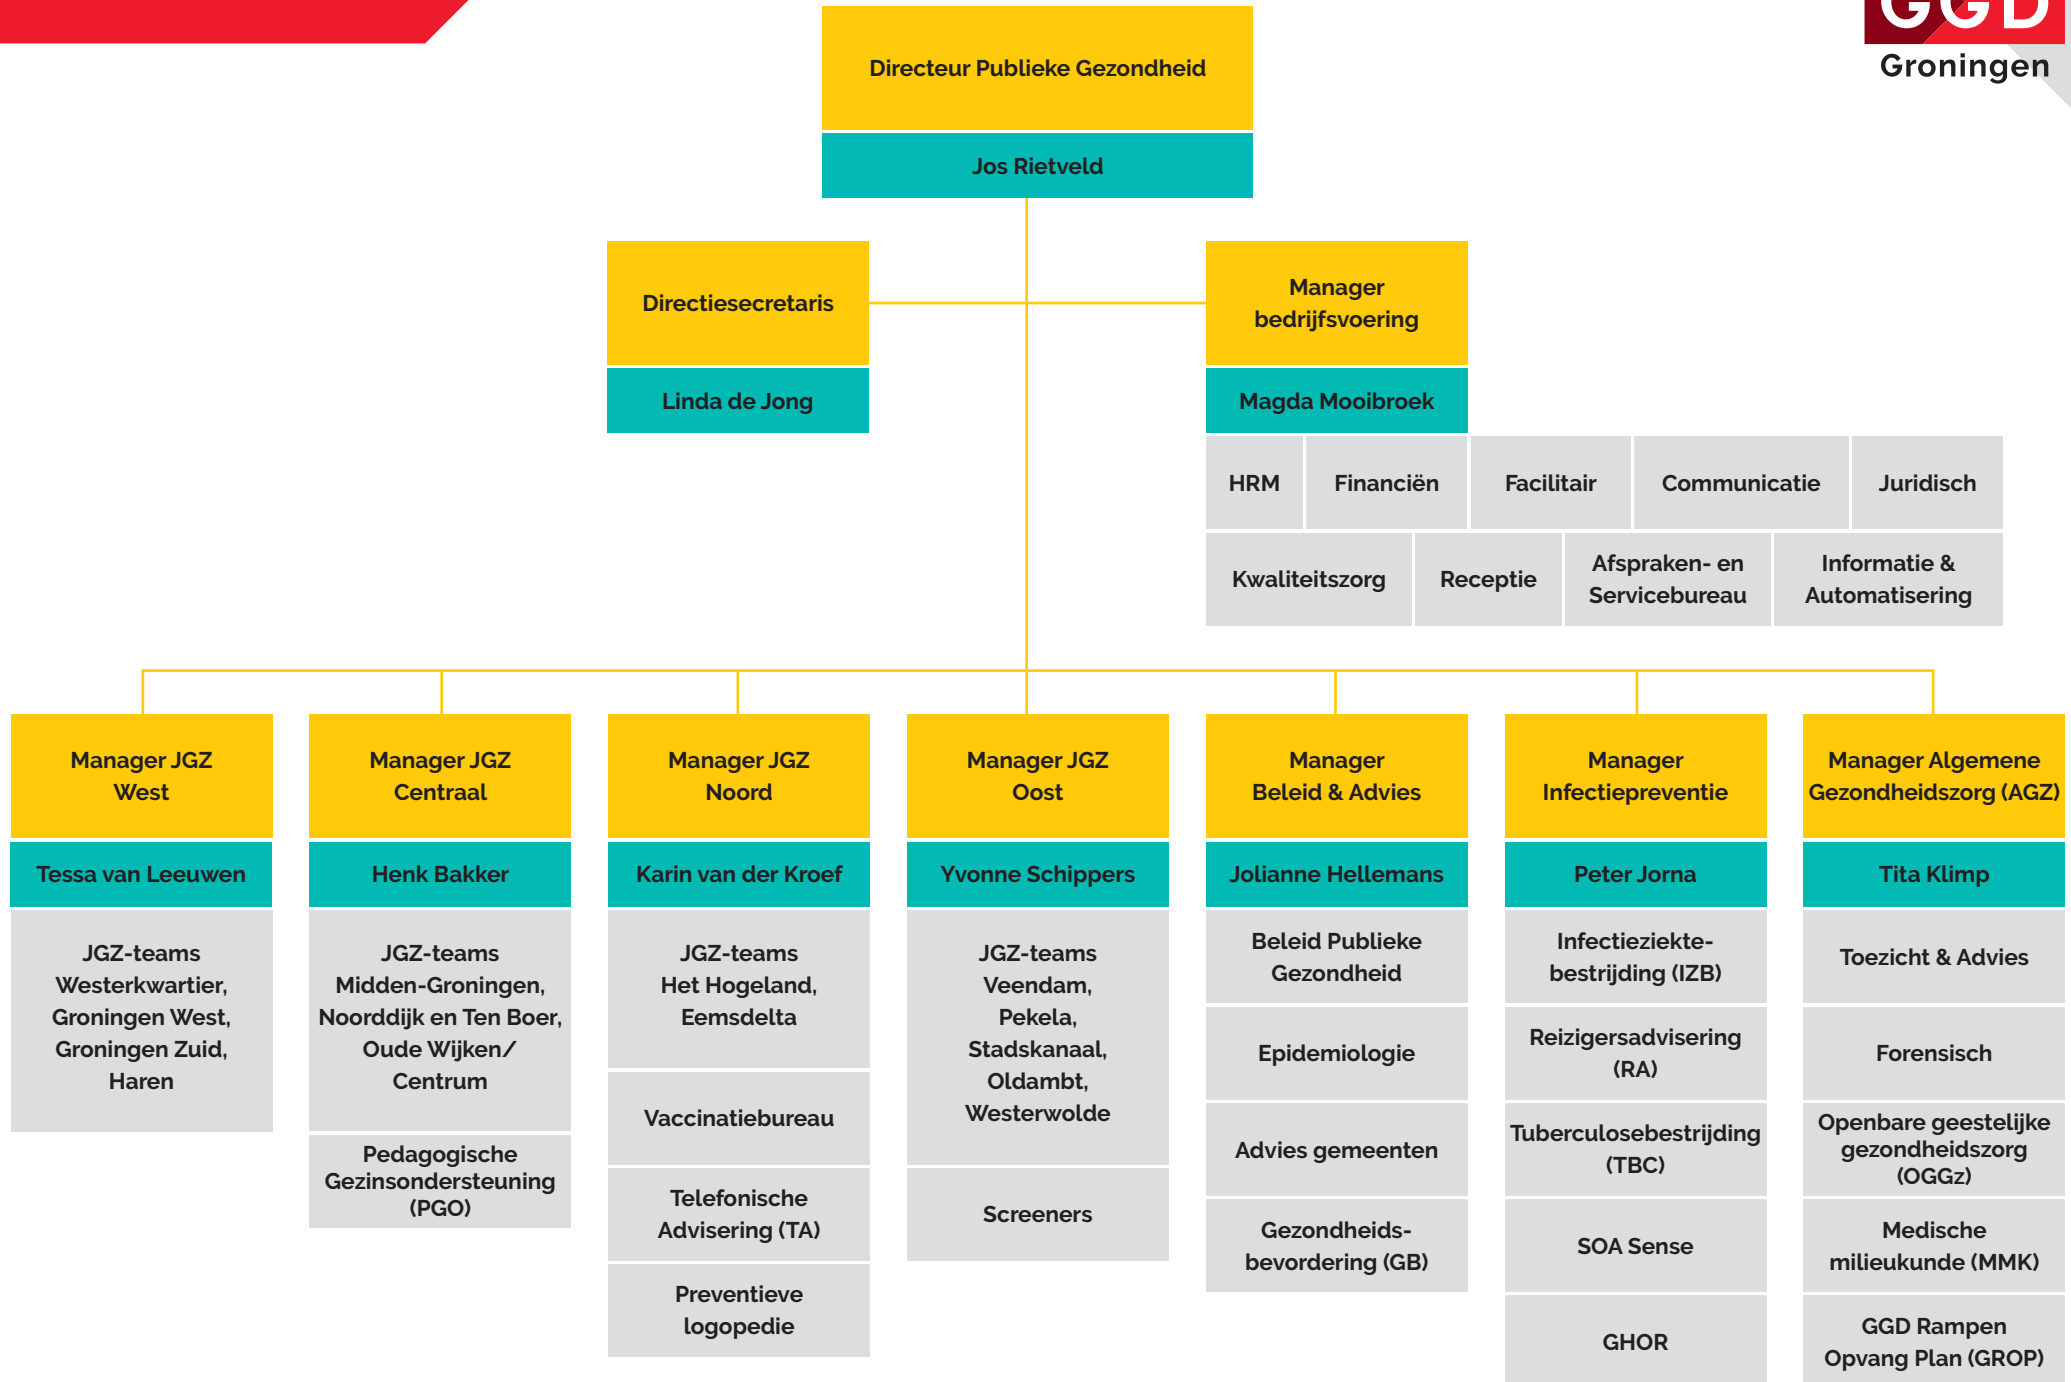 GGD
Groningen
Directeur Publieke Gezondheid
Jos Rietveld
Directiesecretaris
Linda de Jong
Manager
bedrijfsvoering
Magda Mooibroek
HRM
Financiën
Facilitair
Communicatie
Juridisch
Kwaliteitszorg
Receptie
Afspraken- en
Servicebureau
Informatie &
Automatisering
Manager JGZ
West
Tessa van Leeuwen
JGZ-teams
Westerkwartier,
Groningen West,
Groningen Zuid,
Haren
Manager JGZ
Centraal
Henk Bakker
JGZ-teams
Midden-Groningen,
Noorddijk en Ten Boer,
Oude Wijken/
Centrum
Pedagogische
Gezinsondersteuning
(PGO)
Manager JGZ
Noord
Karin van der Kroef
JGZ-teams
Het Hogeland,
Eemsdelta
Vaccinatiebureau
Telefonische
Advisering (TA)
Preventieve
logopedie
Manager JGZ
Oost
Yvonne Schippers
JGZ-teams
Veendam,
Pekela,
Stadskanaal,
Oldambt,
Westerwolde
Screeners
Manager
Beleid & Advies
Jolianne Hellemans
Beleid Publieke
Gezondheid
Epidemiologie
Advies gemeenten
Gezondheids-
bevordering (GB)
Manager
Infectiepreventie
Peter Jorna
Infectieziekte-
bestrijding (IZB)
Reizigersadvisering
(RA)
Tuberculosebestrijding
(TBC)
SOA Sense
GHOR
Manager Algemene
Gezondheidszorg (AGZ)
Tita Klimp
Toezicht & Advies
Forensisch
Openbare geestelijke
gezondheidszorg
(OGGz)
Medische
milieukunde (MMK)
GGD Rampen
Opvang Plan (GROP)